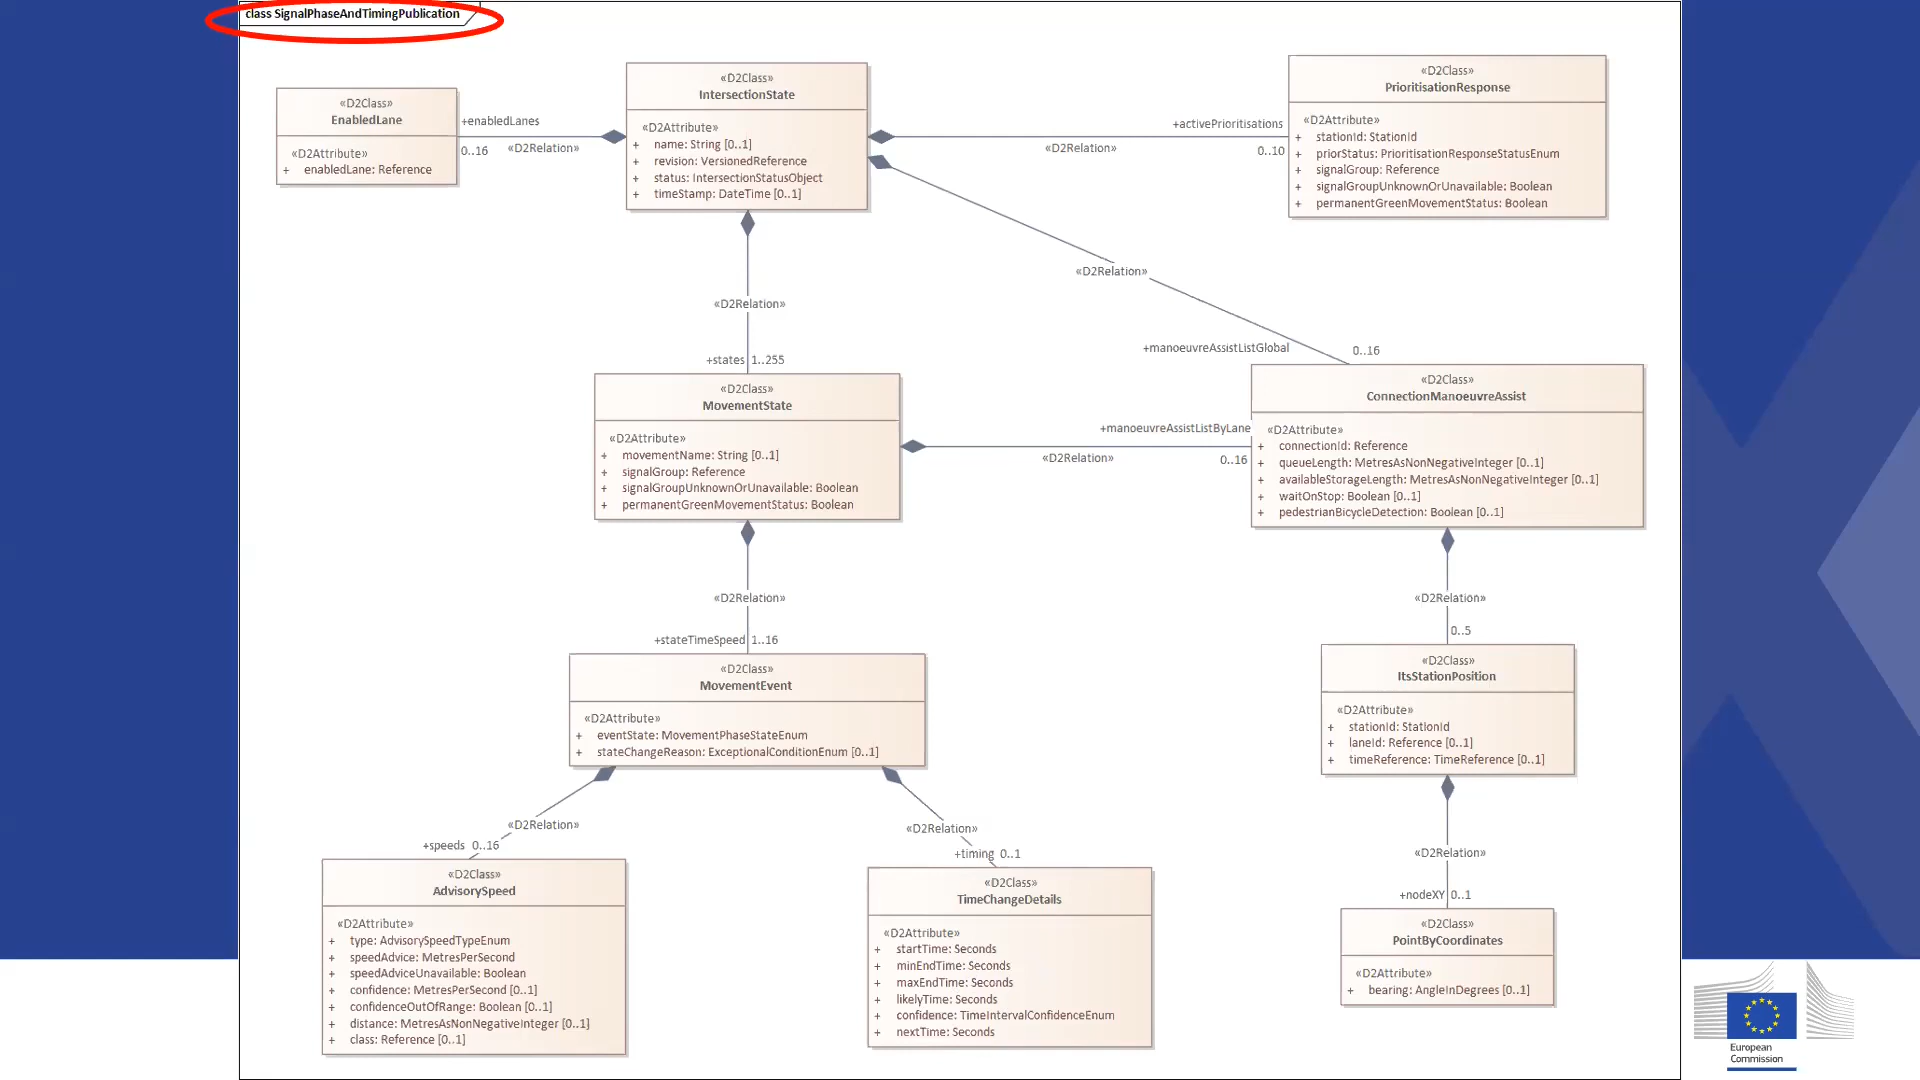 class SignalPhaseAndTimingPublication
«D2Class»
EnabledLane
«D2Attribute»
+ enabledLane: Reference
+enabledLanes
0..16
«D2Relation»
«D2Class»
IntersectionState
«D2Attribute»
+ name: String [0..1]
+ revision: VersionedReference
+ status: IntersectionStatusObject
+ timeStamp: DateTime [0..1]
+activePrioritisations
«D2Relation»
0..10
«D2Class»
PrioritisationResponse
«D2Attribute»
+ stationId: StationId
+ priorStatus: PrioritisationResponseStatusEnum
+ signalGroup: Reference
+ signalGroupUnknownOrUnavailable: Boolean
+ permanentGreenMovementStatus: Boolean
«D2Relation»
«D2Relation»
+states 1..255
+manoeuvreAssistListGlobal
0..16
«D2Class»
MovementState
«D2Attribute»
+ movementName: String [0..1]
+ signalGroup: Reference
+ signalGroupUnknownOrUnavailable: Boolean
+ permanentGreenMovementStatus: Boolean
+manoeuvreAssistListByLane
«D2Relation»
0..16
«D2Class»
ConnectionManoeuvreAssist
«D2Attribute»
+ connectionId: Reference
+ queueLength: MetresAsNonNegativeInteger [0..1]
+ availableStorageLength: MetresAsNonNegativeInteger [0..1]
+ waitOnStop: Boolean [0..1]
+ pedestrianBicycleDetection: Boolean [0..1]
«D2Relation»
+stateTimeSpeed 1..16
«D2Relation»
0..5
«D2Class»
MovementEvent
«D2Attribute»
+ eventState: MovementPhaseStateEnum
+ stateChangeReason: ExceptionalConditionEnum [0..1]
«D2Class»
ItsStationPosition
«D2Attribute»
+ stationId: StationId
+ laneId: Reference [0..1]
+ timeReference: TimeReference [0..1]
«D2Relation»
+speeds 0..16
«D2Relation»
+timing 0..1
«D2Relation»
+nodeXY 0..1
«D2Class»
AdvisorySpeed
«D2Attribute»
+ type: AdvisorySpeedTypeEnum
+ speedAdvice: MetresPerSecond
+ speedAdviceUnavailable: Boolean
+ confidence: MetresPerSecond [0..1]
+ confidenceOutOfRange: Boolean [0..1]
+ distance: MetresAsNonNegativeInteger [0..1]
+ class: Reference [0..1]
«D2Class»
TimeChangeDetails
«D2Attribute»
+ startTime: Seconds
+ minEndTime: Seconds
+ maxEndTime: Seconds
+ likelyTime: Seconds
+ confidence: TimeIntervalConfidenceEnum
+ nextTime: Seconds
«D2Class»
PointByCoordinates
«D2Attribute»
+ bearing: AngleInDegrees [0..1]
European
Commission